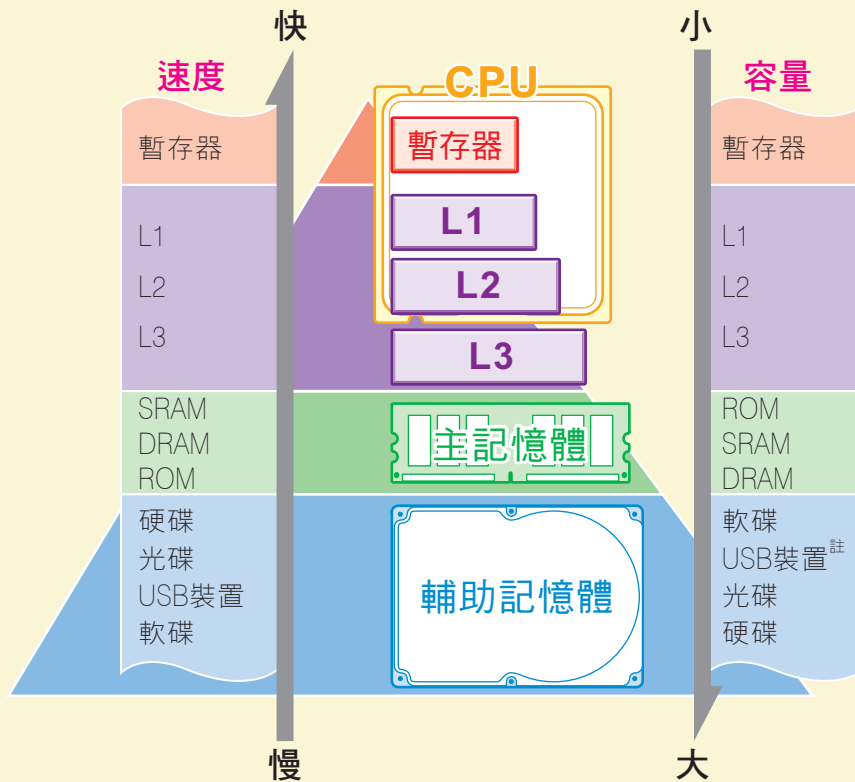 快
小
速度
CPU
容量
暫存器
暫存器
暫存器
L1
L1
L1
L2
L2
L2
L3
L3
L3
SRAM
DRAM
ROM
主記憶體
ROM
SRAM
DRAM
硬碟
光碟
USB裝置
軟碟
輔助記憶體
軟碟
USB裝置註
光碟
硬碟
慢
大